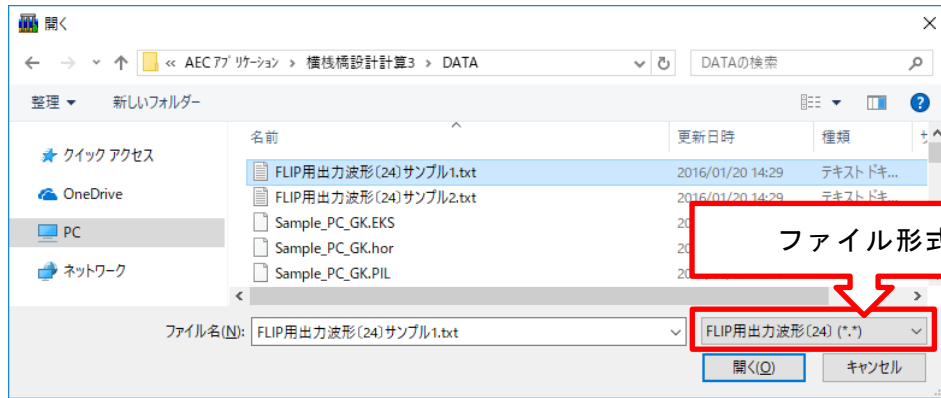 開く
« AECｱﾌﾟﾘｹｰｼｮﾝ › 横桟橋設計計算3 › DATA
DATAの検索
整理 新しいフォルダー
名前 更新日時 種類
クイック アクセス
OneDrive
PC
ネットワーク
FLIP用出力波形〔24〕サンプル1.txt 2016/01/20 14:29 テキスト ドキ...
FLIP用出力波形〔24〕サンプル2.txt 2016/01/20 14:29 テキスト ドキ...
Sample_PC_GK.EKS
Sample_PC_GK.hor
Sample_PC_GK.PIL
ファイル形式
ファイル名(N): FLIP用出力波形〔24〕サンプル1.txt FLIP用出力波形〔24〕 (*.*)
開く(O) キャンセル